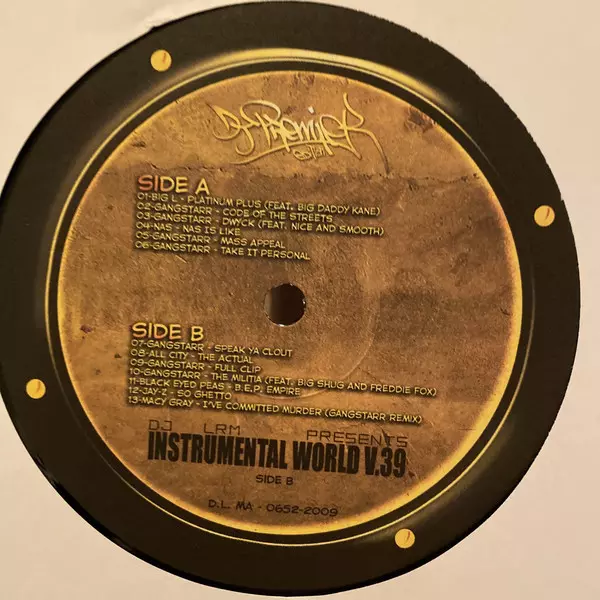 DJ Premier
SIDE A
01-BIG L - PLATINUM PLUS (FEAT. BIG DADDY KANE)
02-GANGSTARR - CODE OF THE STREETS
03-GANGSTARR - DWYCK (FEAT. NICE AND SMOOTH)
04-NAS - NAS IS LIKE
05-GANGSTARR - MASS APPEAL
06-GANGSTARR - TAKE IT PERSONAL
SIDE B
07-GANGSTARR - SPEAK YA CLOUT
08-ALL CITY - THE ACTUAL
09-GANGSTARR - FULL CLIP
10-GANGSTARR - THE MILITIA (FEAT. BIG SHUG AND FREDDIE FOX)
11-BLACK EYED PEAS - B.E.P. EMPIRE
12-JAY-Z - SO GHETTO
13-MACY GRAY - I'VE COMMITTED MURDER (GANGSTARR REMIX)
DJ LRM PRESENTS
INSTRUMENTAL WORLD V.39
SIDE B
D.L. MA - 0652-2009